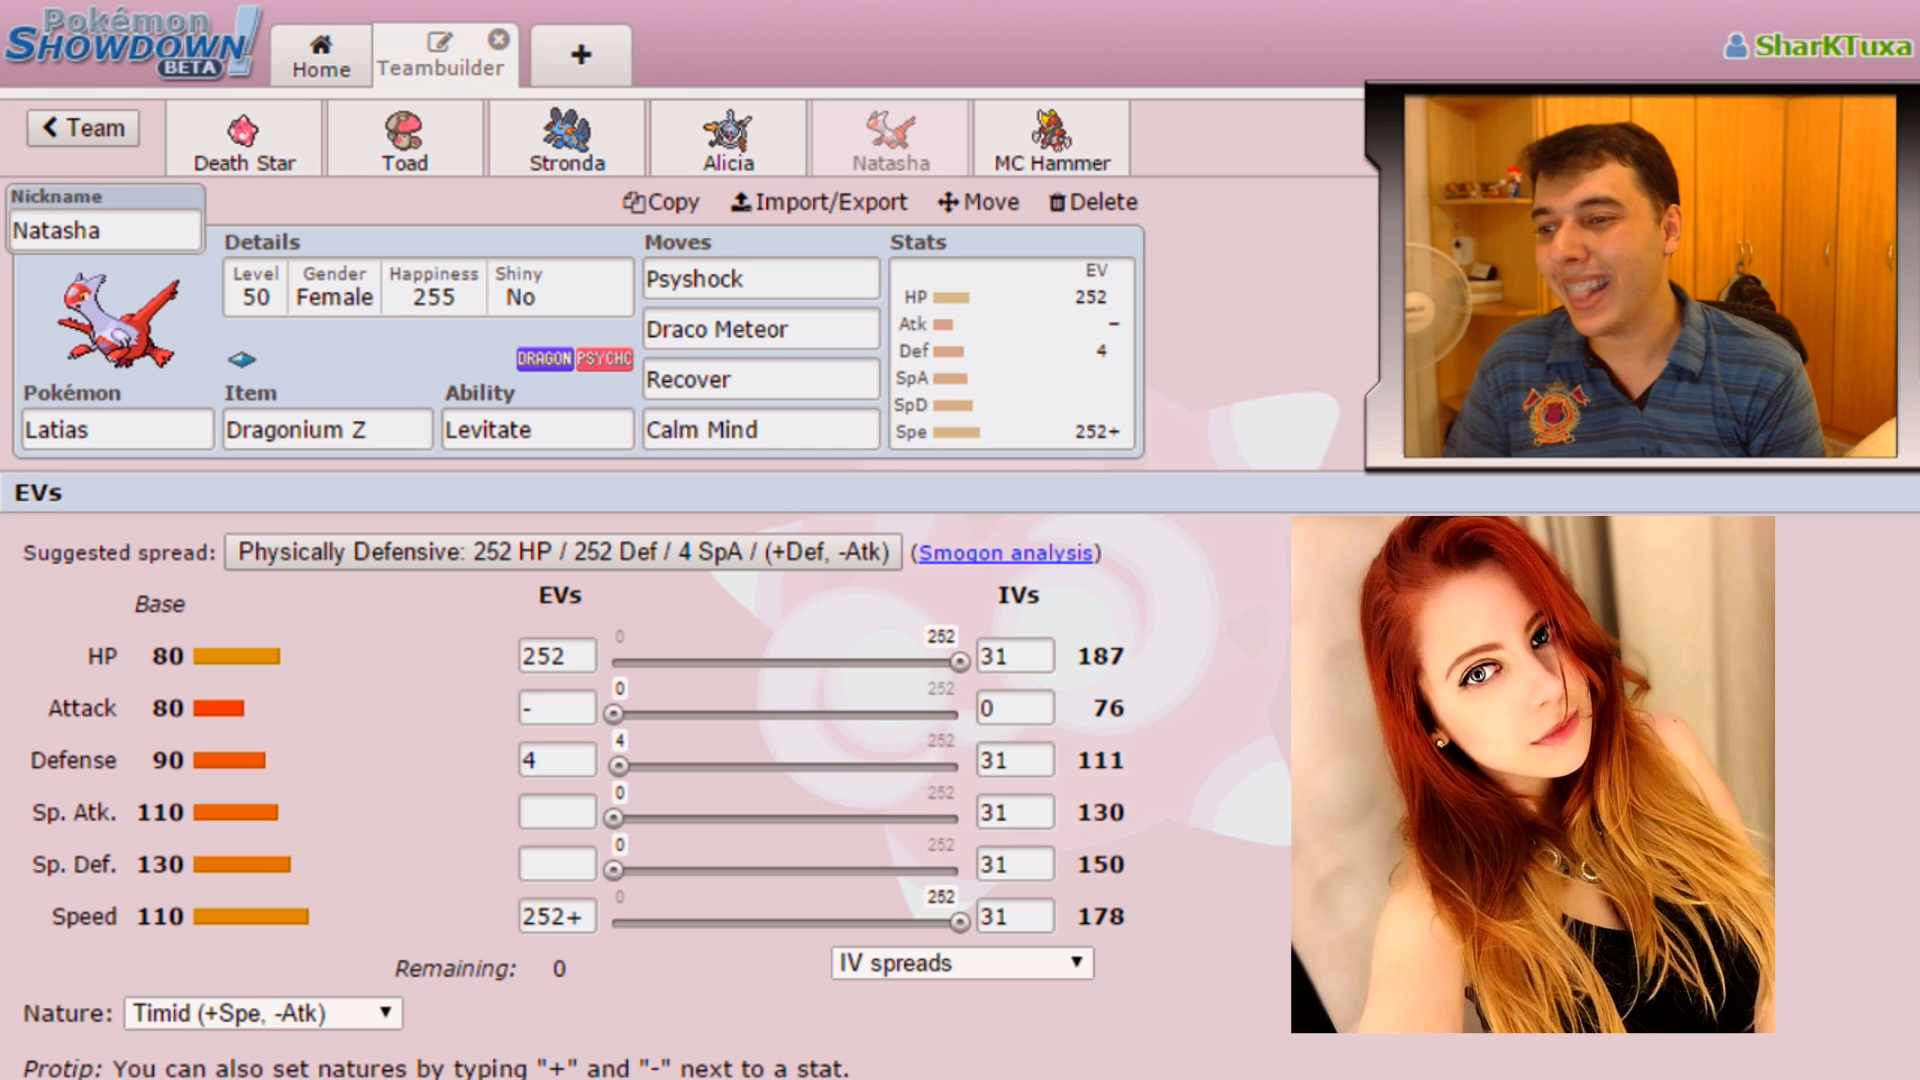 Pokémon
SHOWDOWN!
BETA
Home
Teambuilder
+
SharKTuxa
Team
Death Star
Toad
Stronda
Alicia
Natasha
MC Hammer
Nickname
Natasha
Copy
Import/Export
Move
Delete
Details
Moves
Stats
Level
50
Gender
Female
Happiness
255
Shiny
No
DRAGON
PSYCHC
Pokémon
Latias
Item
Dragonium Z
Ability
Levitate
Psyshock
Draco Meteor
Recover
Calm Mind
EV
HP 252
Atk –
Def 4
SpA
SpD
Spe 252+
EVs
Suggested spread: Physically Defensive: 252 HP / 252 Def / 4 SpA / (+Def, -Atk) (Smogon analysis)
Base EVs IVs
HP 80 252 0 252 31 187
Attack 80 - 0 252 0 76
Defense 90 4 4 252 31 111
Sp. Atk. 110 0 252 31 130
Sp. Def. 130 0 252 31 150
Speed 110 252+ 0 252 31 178
Remaining: 0
IV spreads
Nature: Timid (+Spe, -Atk)
Protip: You can also set natures by typing "+" and "-" next to a stat.